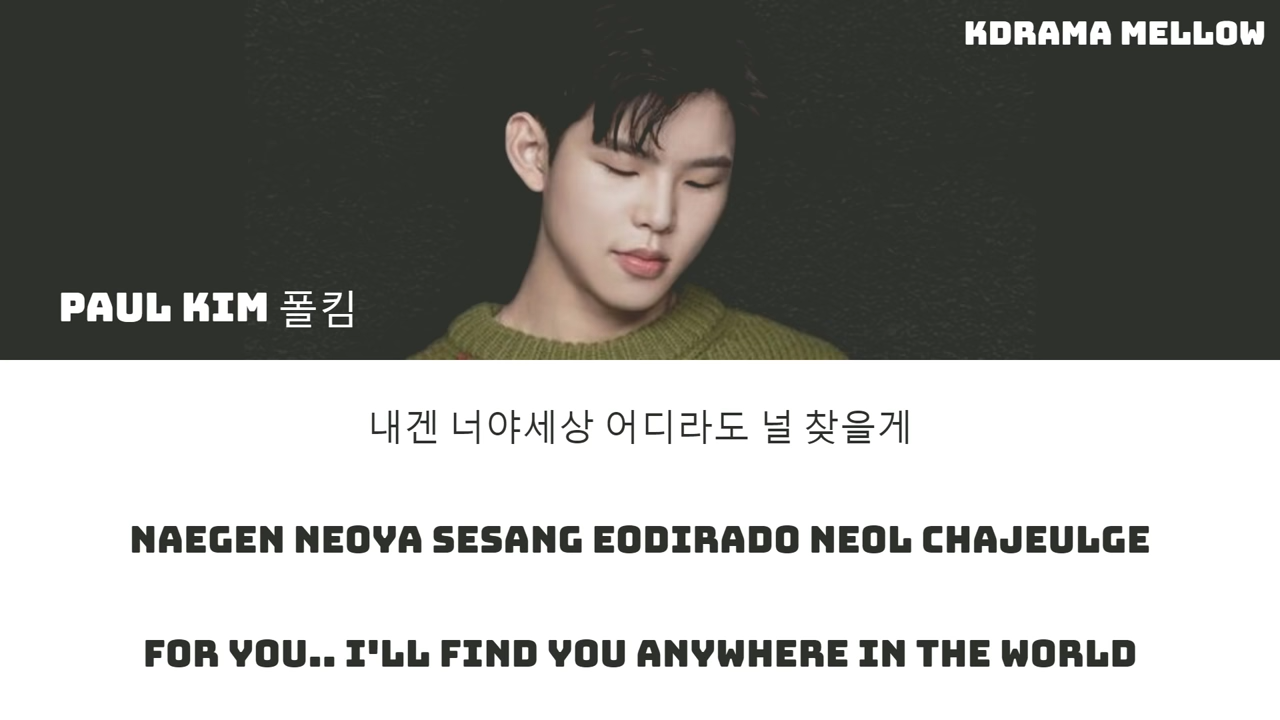 KDRAMA MELLOW
PAUL KIM 폴킴
내겐 너야세상 어디라도 널 찾을게
NAEGEN NEOYA SESANG EODIRADO NEOL CHAJEULGE
FOR YOU.. I'LL FIND YOU ANYWHERE IN THE WORLD